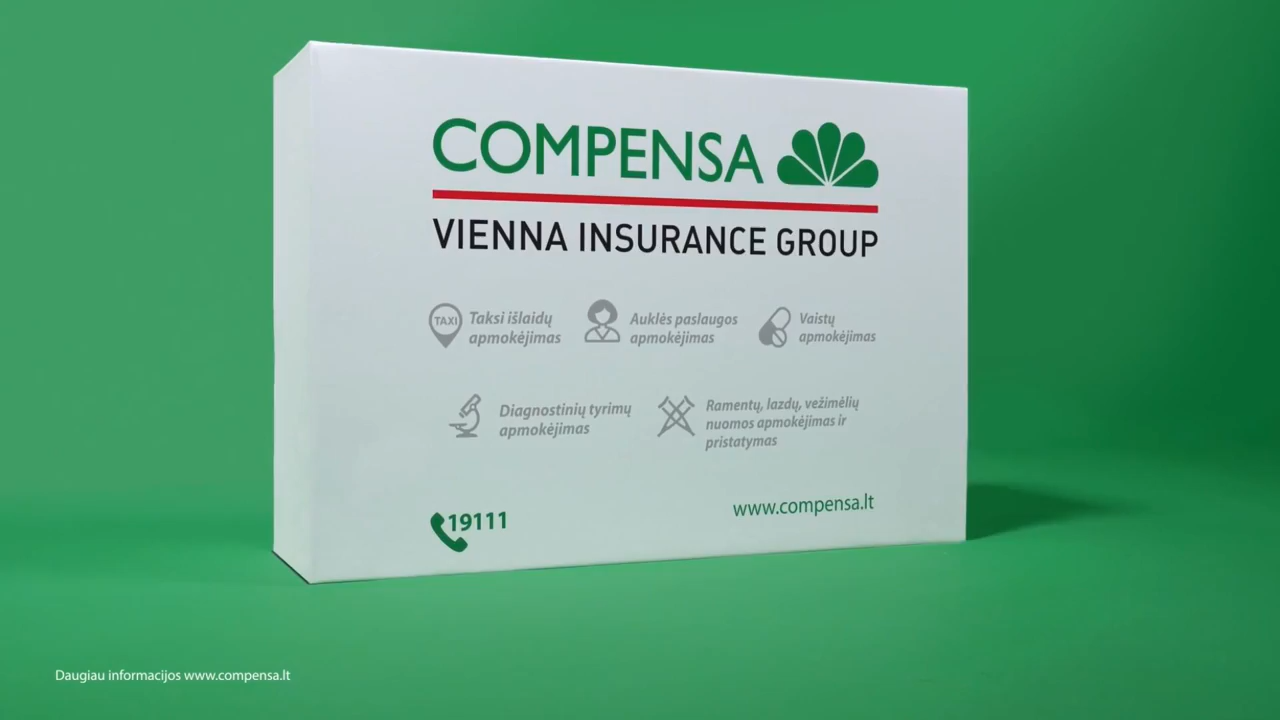 COMPENSA
VIENNA INSURANCE GROUP
TAXI
Taksi išlaidų
apmokėjimas
Auklės paslaugos
apmokėjimas
Vaistų
apmokėjimas
Diagnostinių tyrimų
apmokėjimas
Ramentų, lazdų, vežimėlių
nuomos apmokėjimas ir
pristatymas
19111
www.compensa.lt
Daugiau informacijos www.compensa.lt